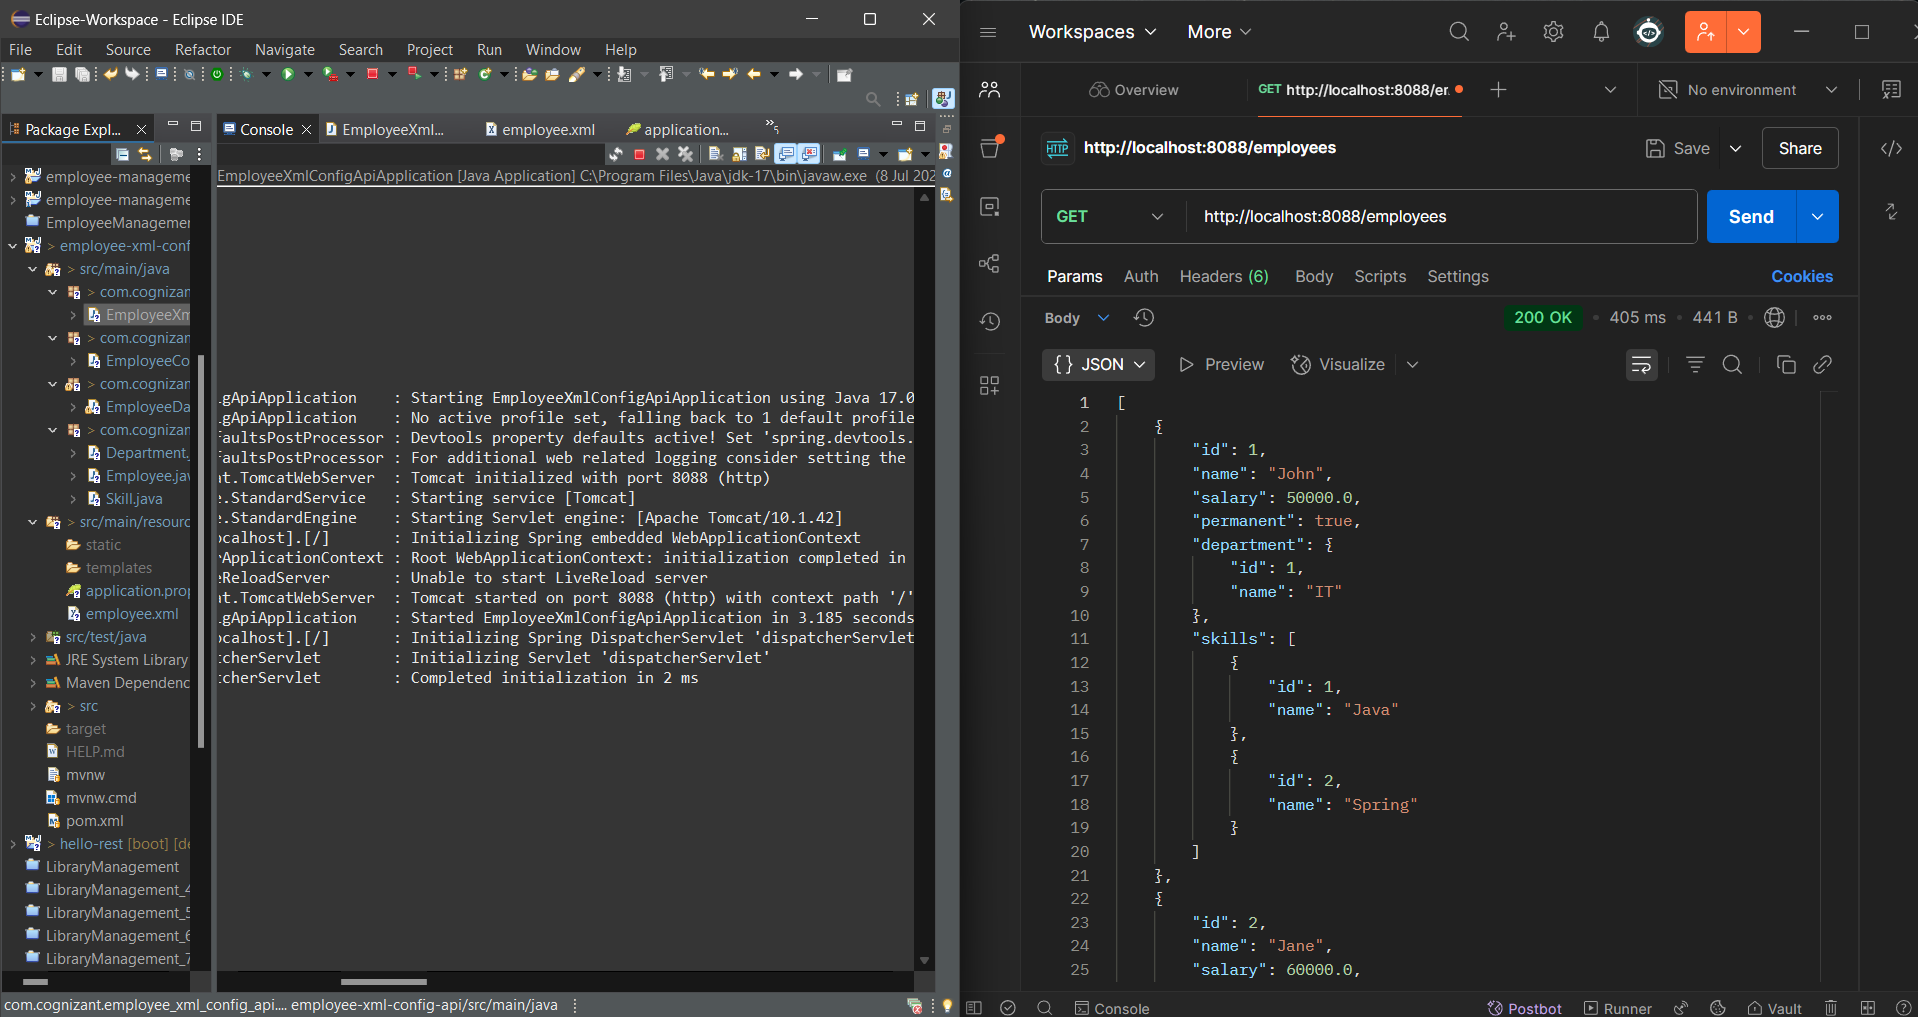 Eclipse-Workspace - Eclipse IDE
File Edit Source Refactor Navigate Search Project Run Window Help
Package Expl...
employee-manageme
employee-manageme
EmployeeManagemer
> employee-xml-conf
> src/main/java
> com.cognizant
EmployeeXm
> com.cognizar
EmployeeCo
> com.cognizar
EmployeeDa
> com.cognizar
Department.
Employee.jav
Skill.java
> src/main/resourc
static
templates
application.prop
employee.xml
src/test/java
JRE System Library
Maven Dependenc
> src
target
HELP.md
mvnw
mvnw.cmd
pom.xml
> hello-rest [boot] [de
LibraryManagement
LibraryManagement_4
LibraryManagement_5
LibraryManagement_6
LibraryManagement_7
Console EmployeeXml... employee.xml application... »5
EmployeeXmlConfigApiApplication [Java Application] C:\Program Files\Java\jdk-17\bin\javaw.exe (8 Jul 202
.gApiApplication : Starting EmployeeXmlConfigApiApplication using Java 17.0
.gApiApplication : No active profile set, falling back to 1 default profile
faultsPostProcessor : Devtools property defaults active! Set 'spring.devtools.
faultsPostProcessor : For additional web related logging consider setting the
at.TomcatWebServer : Tomcat initialized with port 8088 (http)
e.StandardService : Starting service [Tomcat]
e.StandardEngine : Starting Servlet engine: [Apache Tomcat/10.1.42]
ocalhost].[/] : Initializing Spring embedded WebApplicationContext
rApplicationContext : Root WebApplicationContext: initialization completed in
eReloadServer : Unable to start LiveReload server
at.TomcatWebServer : Tomcat started on port 8088 (http) with context path '/'
.gApiApplication : Started EmployeeXmlConfigApiApplication in 3.185 seconds
ocalhost].[/] : Initializing Spring DispatcherServlet 'dispatcherServlet
tcherServlet : Initializing Servlet 'dispatcherServlet'
tcherServlet : Completed initialization in 2 ms
com.cognizant.employee_xml_config_api.... employee-xml-config-api/src/main/java
Workspaces More
Overview GET http://localhost:8088/er. No environment
HTTP http://localhost:8088/employees Save Share
GET http://localhost:8088/employees Send
Params Auth Headers (6) Body Scripts Settings Cookies
Body 200 OK • 405 ms • 441 B
{} JSON Preview Visualize
1 [
2 {
3 "id": 1,
4 "name": "John",
5 "salary": 50000.0,
6 "permanent": true,
7 "department": {
8 "id": 1,
9 "name": "IT"
10 },
11 "skills": [
12 {
13 "id": 1,
14 "name": "Java"
15 },
16 {
17 "id": 2,
18 "name": "Spring"
19 }
20 ]
21 },
22 {
23 "id": 2,
24 "name": "Jane",
25 "salary": 60000.0,
Console Postbot Runner Vault